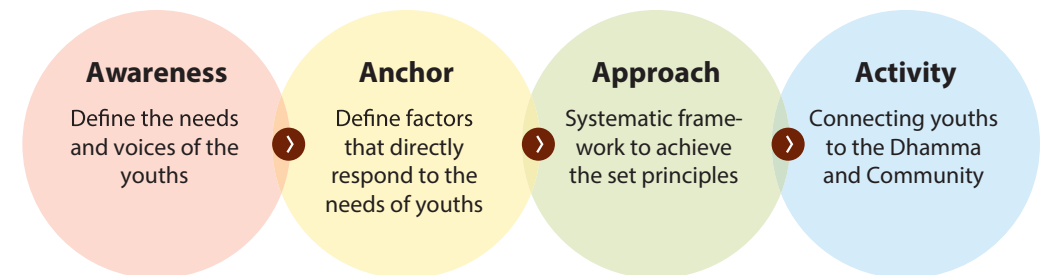 Awareness
Define the needs
and voices of the
youths
Anchor
Define factors
that directly
respond to the
needs of youths
Approach
Systematic frame-
work to achieve
the set principles
Activity
Connecting youths
to the Dhamma
and Community